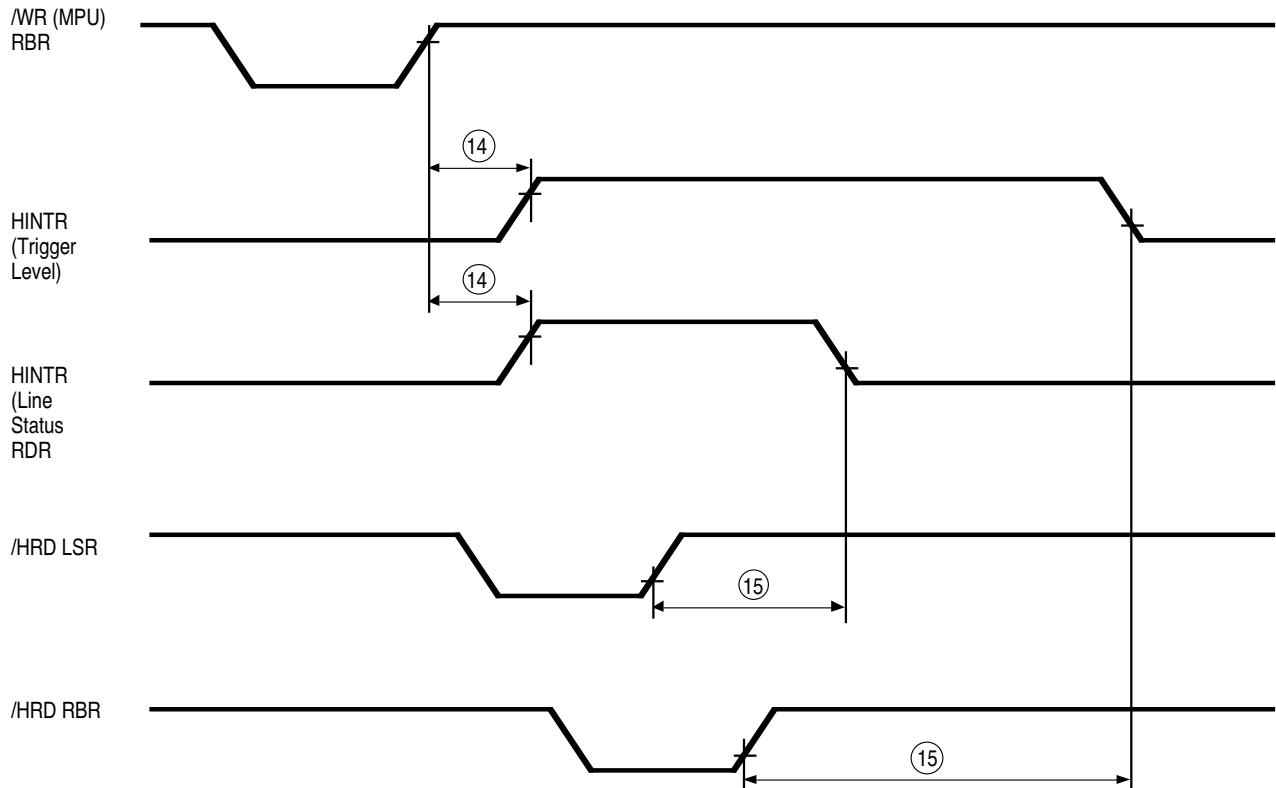 /WR (MPU)
RBR
14
HINTR
(Trigger
Level)
14
HINTR
(Line
Status
RDR
/HRD LSR
15
/HRD RBR
15